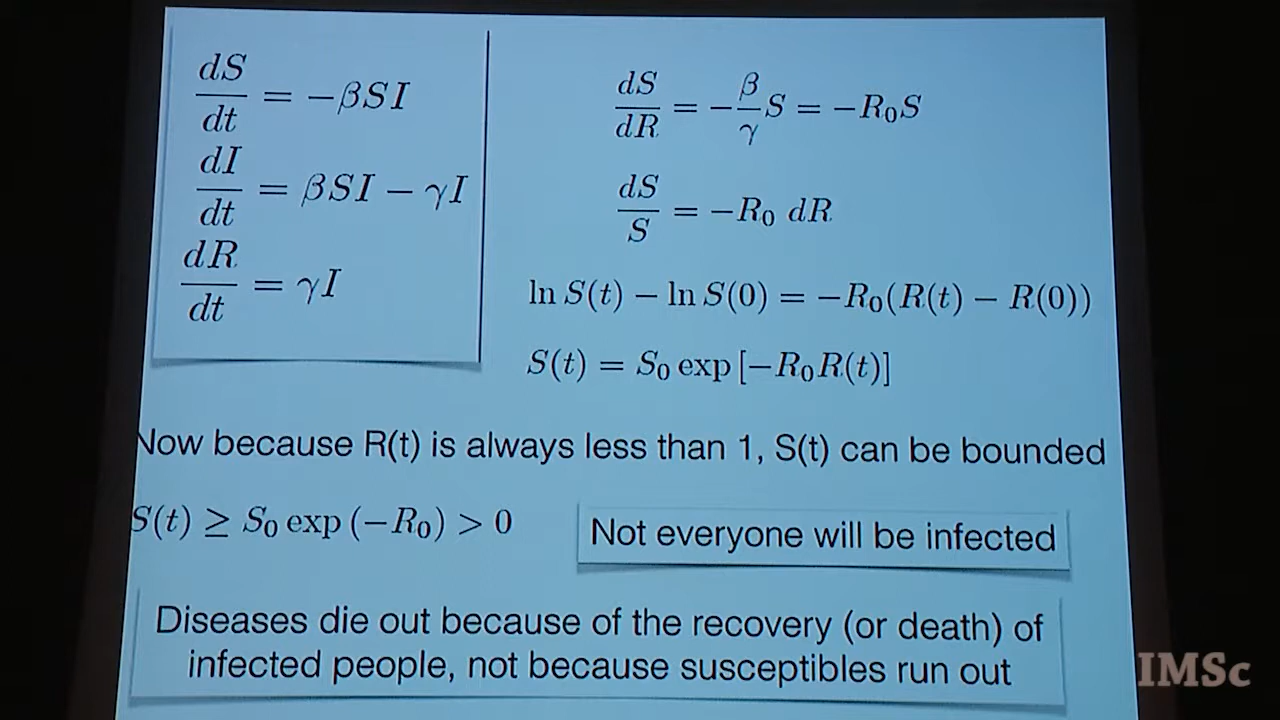 dS/dt = −βSI
dI/dt = βSI − γI
dR/dt = γI
dS/dR = −β/γ S = −R₀S
dS/S = −R₀ dR
ln S(t) − ln S(0) = −R₀(R(t) − R(0))
S(t) = S₀ exp [−R₀R(t)]
Now because R(t) is always less than 1, S(t) can be bounded
S(t) ≥ S₀ exp (−R₀) > 0
Not everyone will be infected
Diseases die out because of the recovery (or death) of
infected people, not because susceptibles run out
IMSc